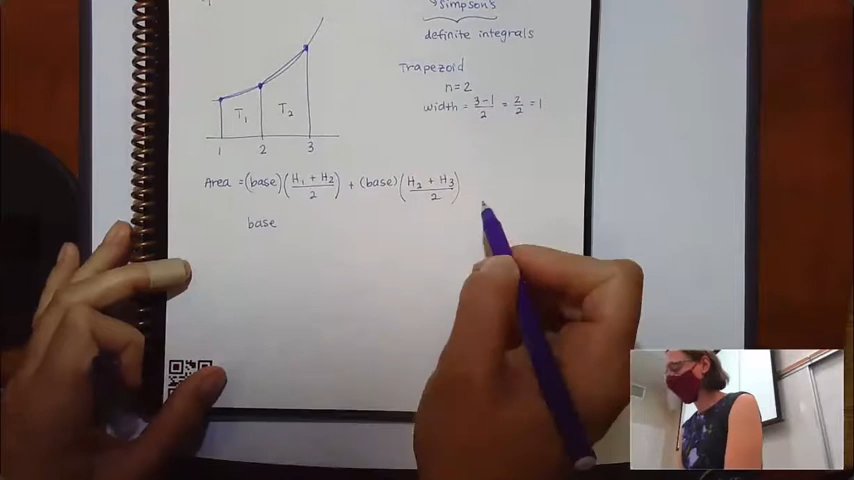 Simpson's
definite integrals
Trapezoid
n=2
width = 3-1/2 = 2/2 = 1
T1 T2
1 2 3
Area = (base)(H1 + H2/2) + (base)(H2 + H3/2)
base